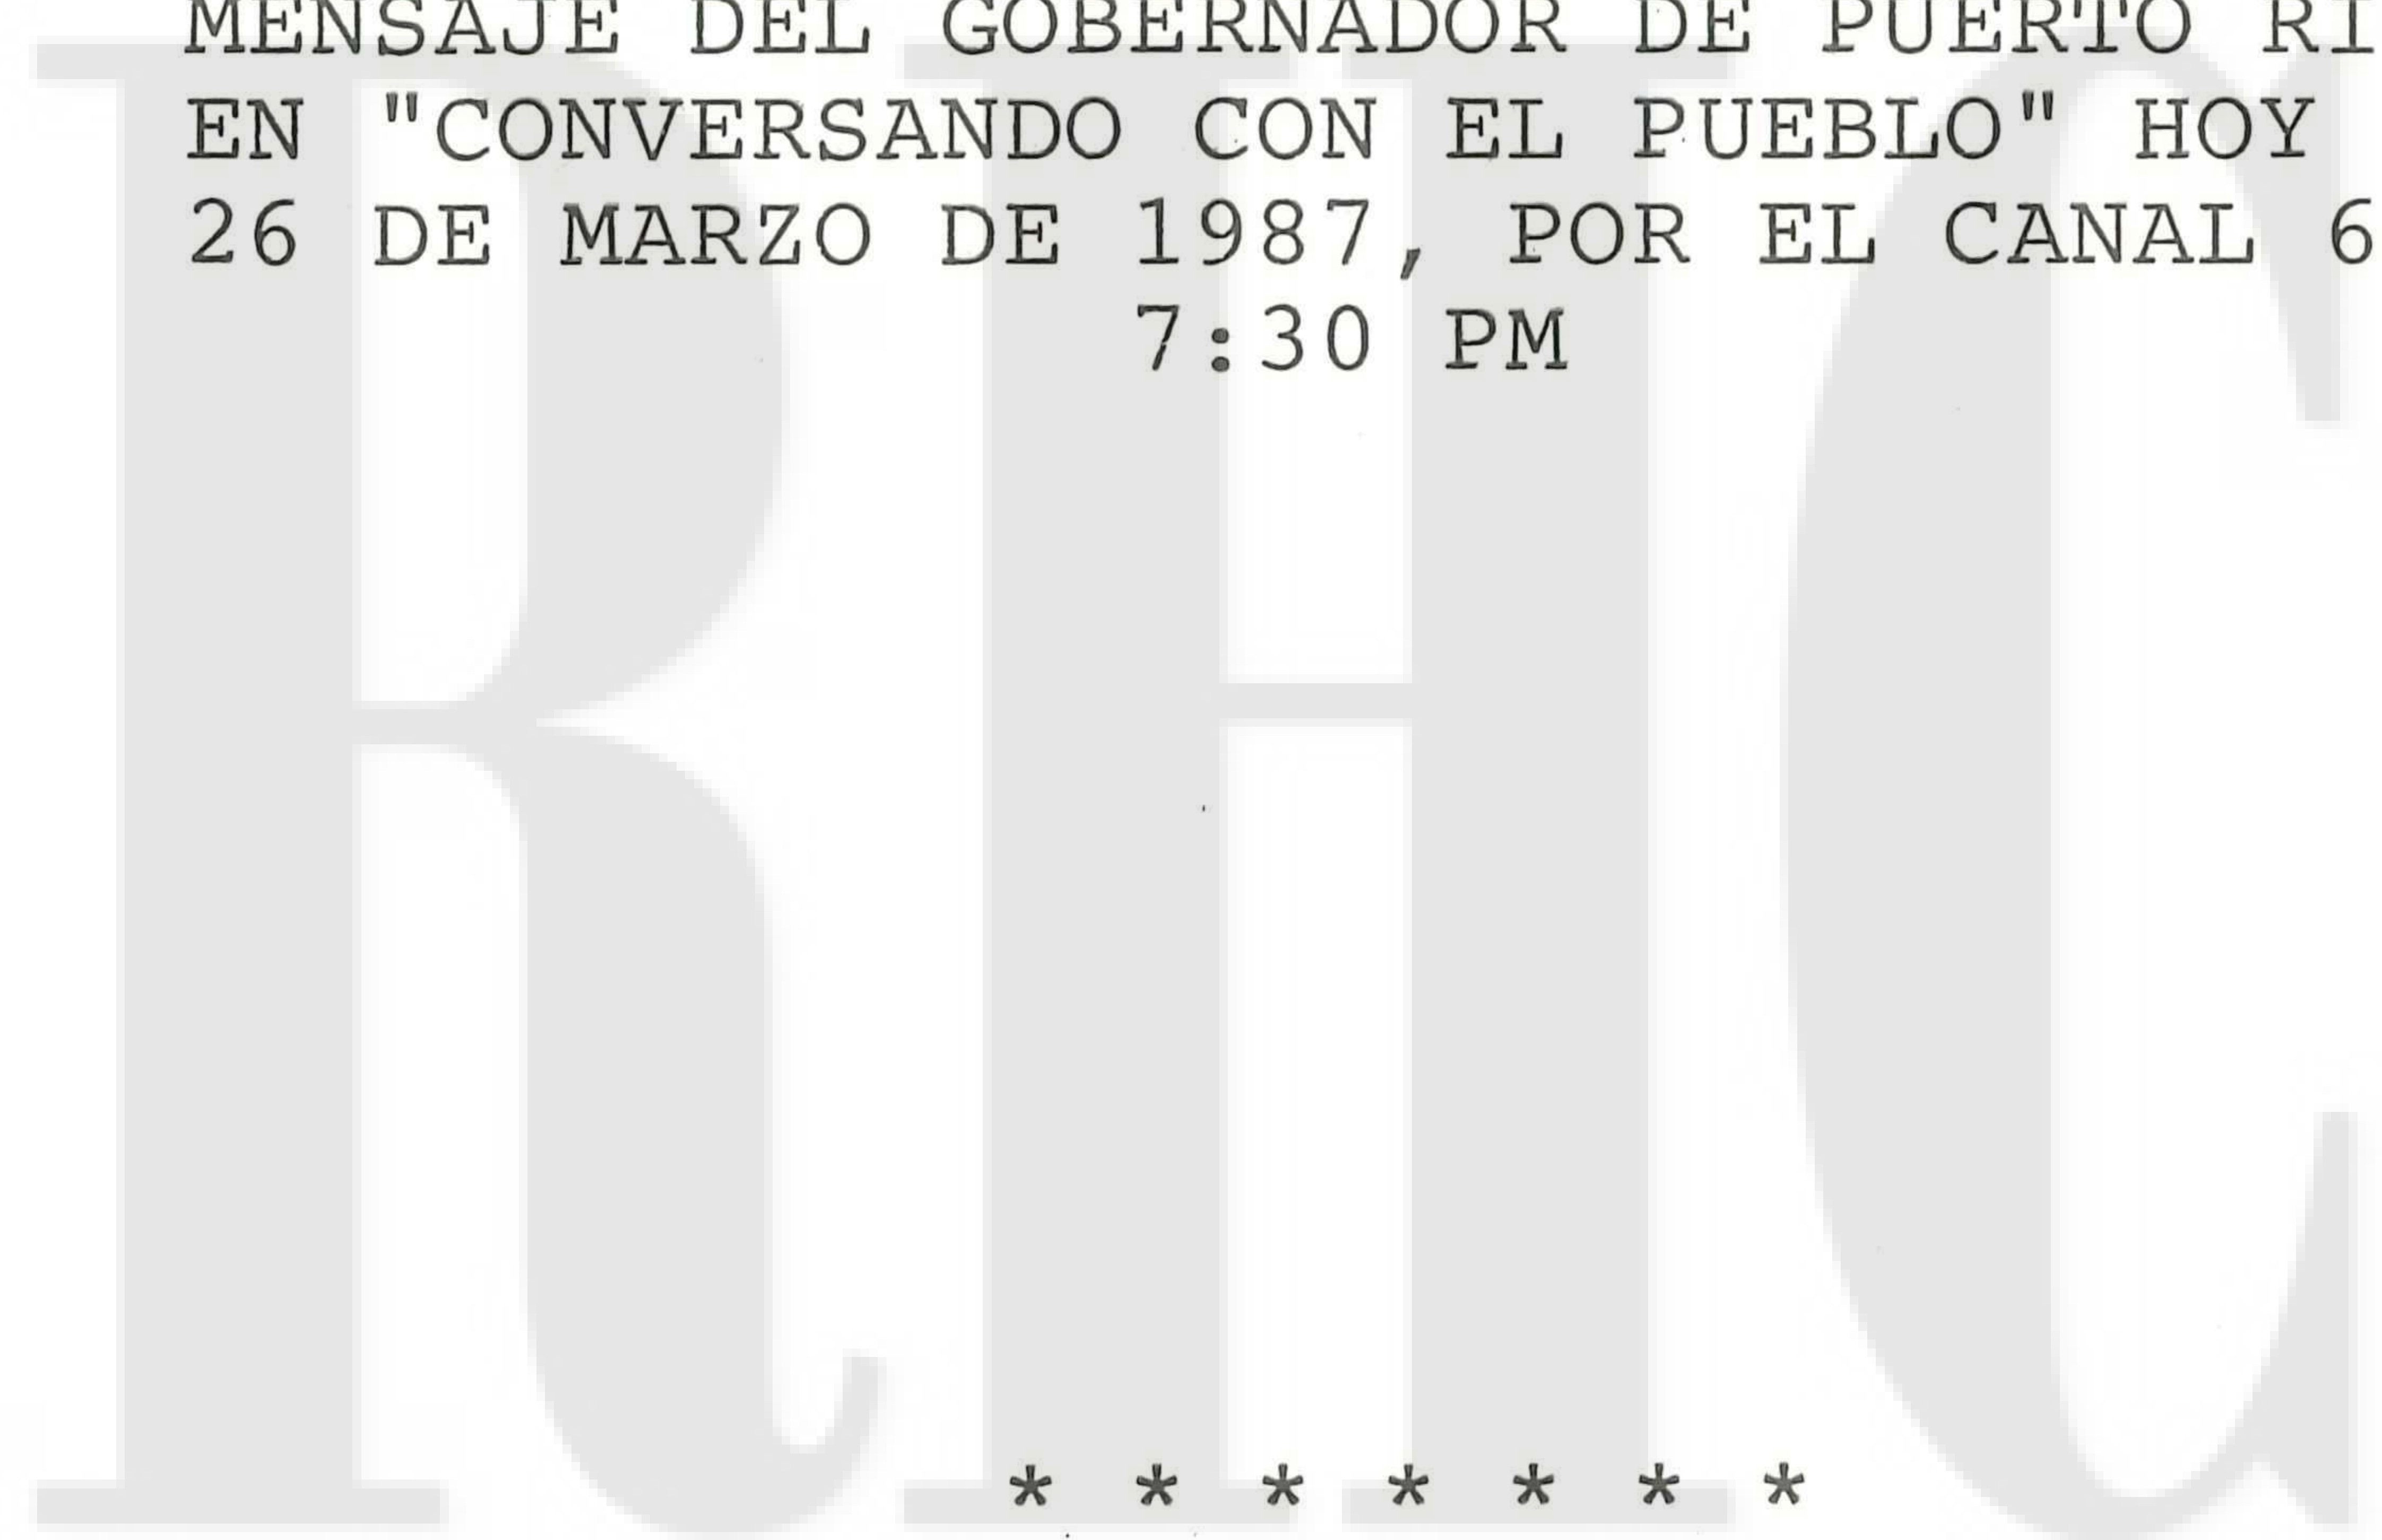 MENSAJE DEL GOBERNADOR DE PUERTO RI
EN "CONVERSANDO CON EL PUEBLO" HOY
26 DE MARZO DE 1987, POR EL CANAL 6
7:30 PM
RHC
* * * * * * *